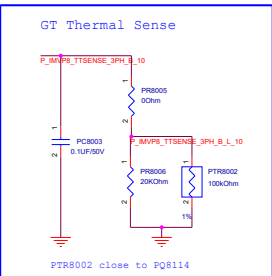 GT Thermal Sense
P_IMVP8_TTSENSE_3PH_B_10
1
PR8005
0Ohm
2
P_IMVP8_TTSENSE_3PH_B_L_10
1
PC8003
0.1UF/50V
2
1
PR8006
20KOhm
2
1
PTR8002
100kOhm
2
1%
PTR8002 close to PQ8114